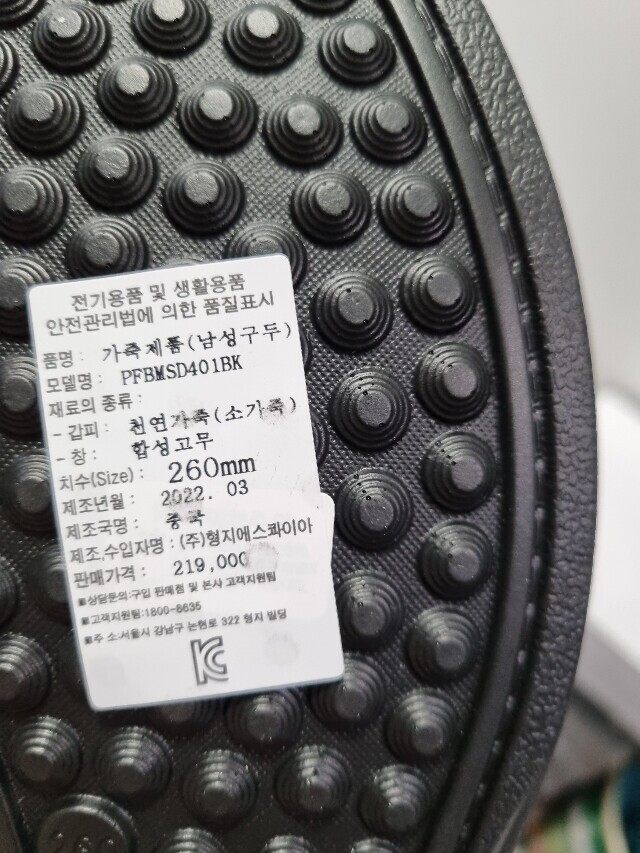 전기용품 및 생활용품
안전관리법에 의한 품질표시
품명 : 가죽제품(남성구두)
모델명 : PFBMSD401BK
재료의 종류 :
- 갑피 : 천연가죽(소가죽)
- 창 : 합성고무
치수(Size) : 260mm
제조년월 : 2022. 03
제조국명 : 중국
제조,수입자명 : (주)형지에스콰이아
판매가격 : 219,000
■상담문의:구입 판매점 및 본사 고객지원팀
■고객지원팀:1800-8635
■주 소:서울시 강남구 논현로 322 형지 빌딩
260